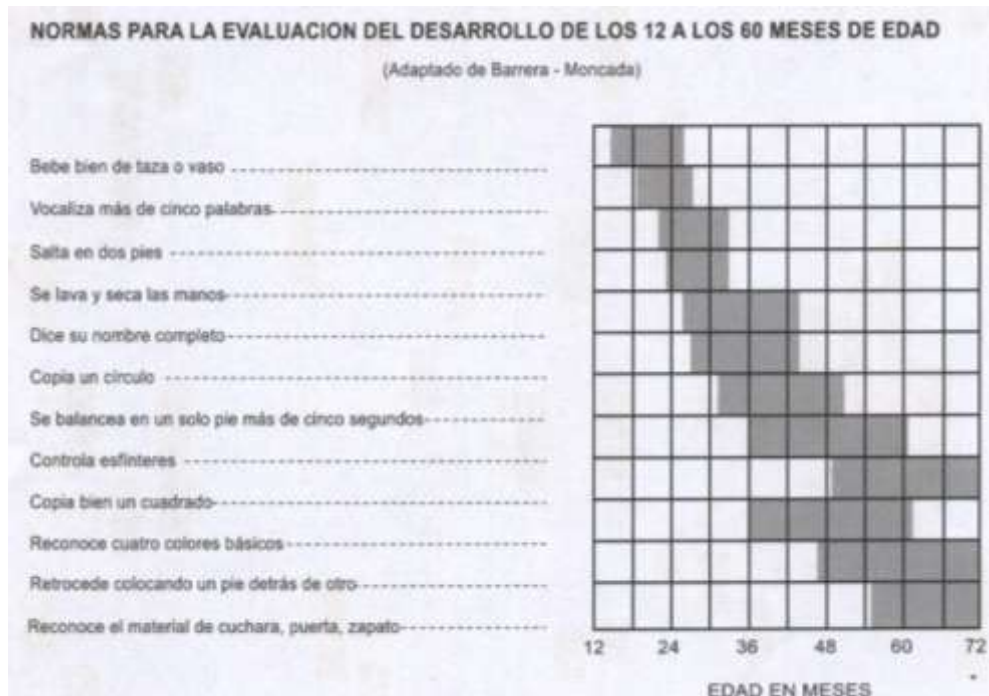 NORMAS PARA LA EVALUACION DEL DESARROLLO DE LOS 12 A LOS 60 MESES DE EDAD
(Adaptado de Barrera - Moncada)
Bebe bien de taza o vaso
Vocaliza más de cinco palabras
Salta en dos pies
Se lava y seca las manos
Dice su nombre completo
Copia un círculo
Se balancea en un solo pie más de cinco segundos
Controla esfinteres
Copia bien un cuadrado
Reconoce cuatro colores básicos
Retrocede colocando un pie detrás de otro
Reconoce el material de cuchara, puerta, zapato
12 24 36 48 60 72
EDAD EN MESES